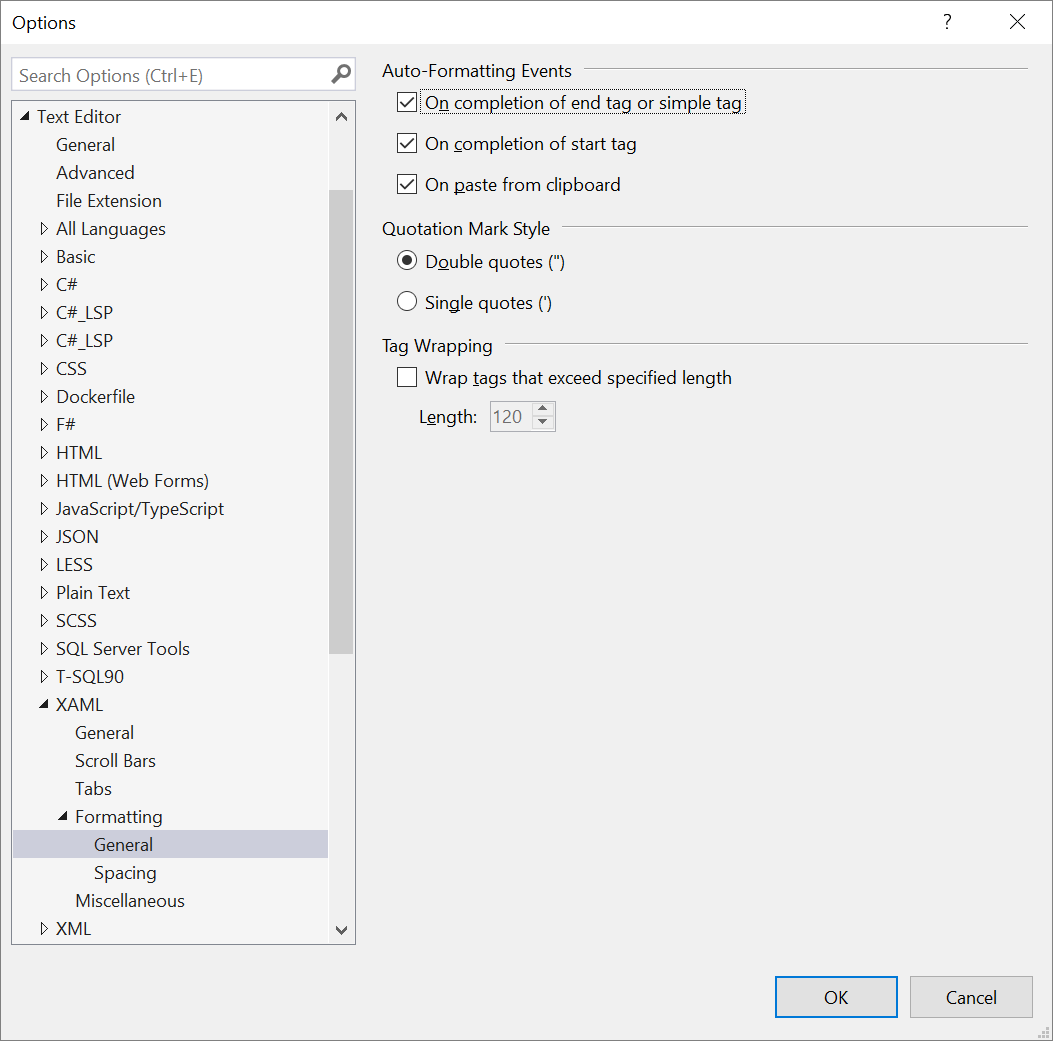 Options
?
Search Options (Ctrl+E)
Text Editor
General
Advanced
File Extension
All Languages
Basic
C#
C#_LSP
C#_LSP
CSS
Dockerfile
F#
HTML
HTML (Web Forms)
JavaScript/TypeScript
JSON
LESS
Plain Text
SCSS
SQL Server Tools
T-SQL90
XAML
General
Scroll Bars
Tabs
Formatting
General
Spacing
Miscellaneous
XML
Auto-Formatting Events
On completion of end tag or simple tag
On completion of start tag
On paste from clipboard
Quotation Mark Style
Double quotes (")
Single quotes (')
Tag Wrapping
Wrap tags that exceed specified length
Length: 120
OK Cancel